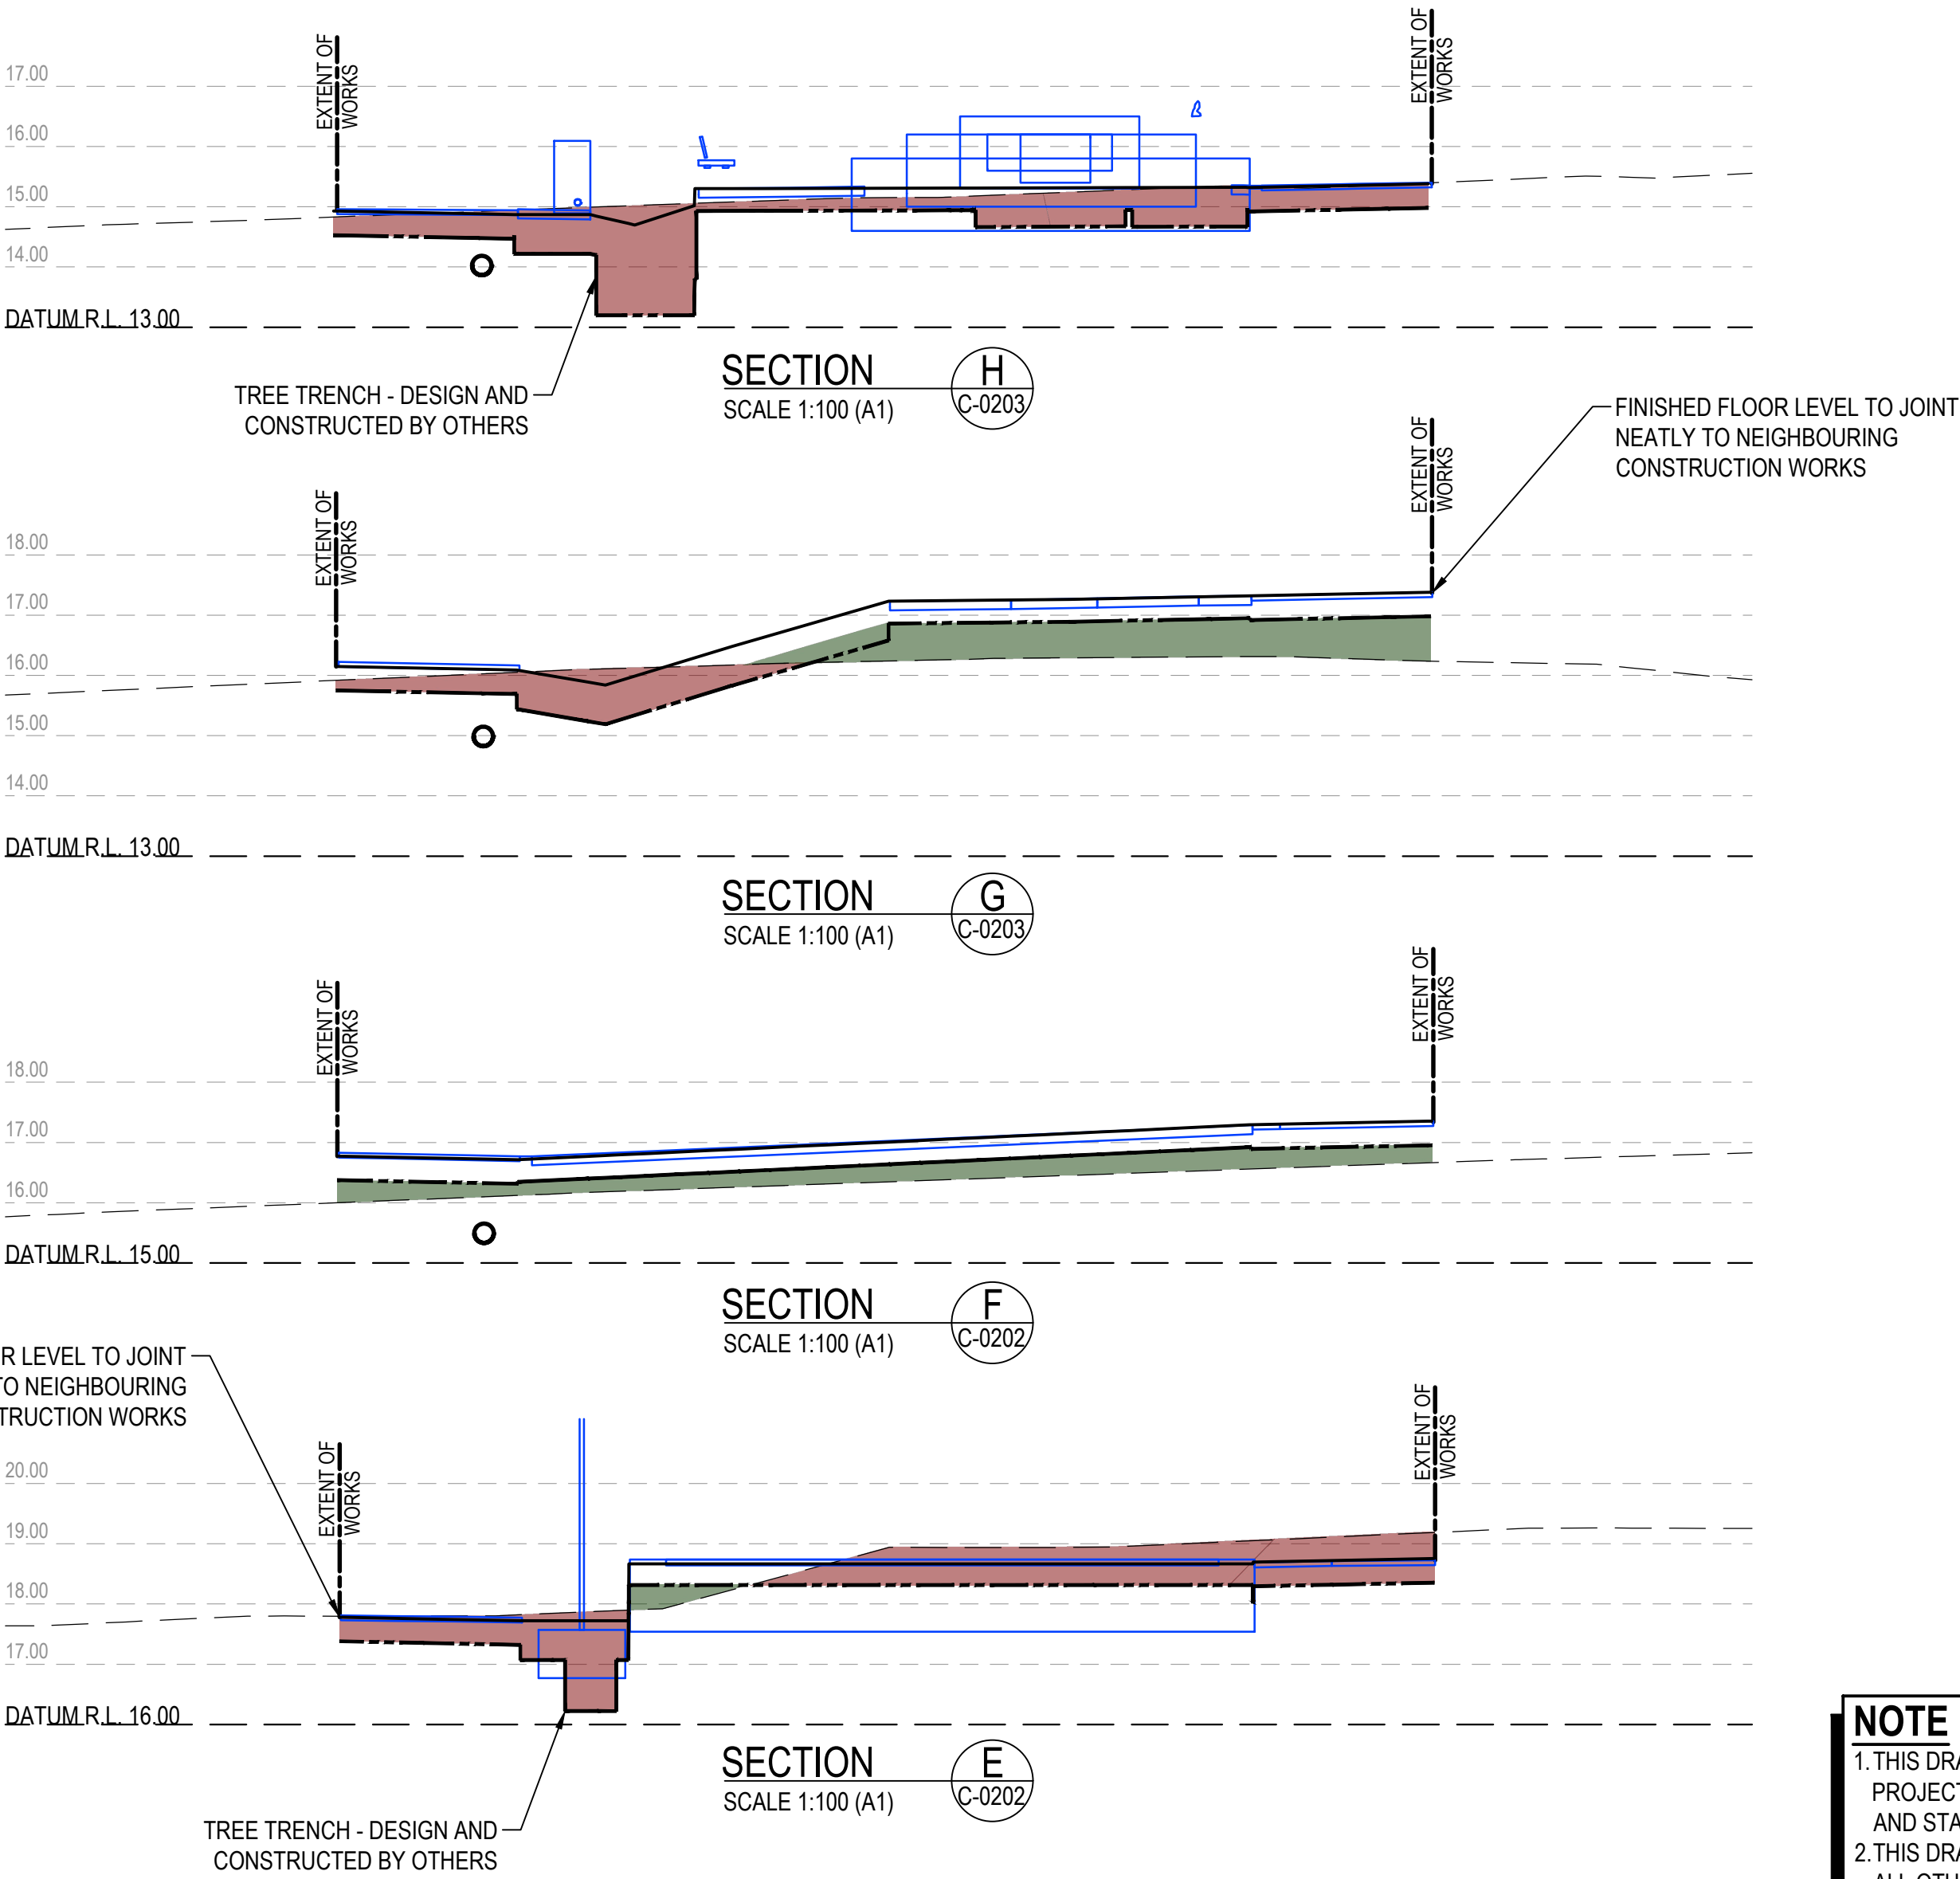 EXTENT OF
WORKS
EXTENT OF
WORKS
17.00
16.00
15.00
14.00
DATUM R.L. 13.00
TREE TRENCH - DESIGN AND
CONSTRUCTED BY OTHERS
SECTION
SCALE 1:100 (A1)
H
C-0203
FINISHED FLOOR LEVEL TO JOINT
NEATLY TO NEIGHBOURING
CONSTRUCTION WORKS
EXTENT OF
WORKS
EXTENT OF
WORKS
18.00
17.00
16.00
15.00
14.00
DATUM R.L. 13.00
SECTION
SCALE 1:100 (A1)
G
C-0203
EXTENT OF
WORKS
EXTENT OF
WORKS
18.00
17.00
16.00
DATUM R.L. 15.00
SECTION
SCALE 1:100 (A1)
F
C-0202
R LEVEL TO JOINT
TO NEIGHBOURING
TRUCTION WORKS
EXTENT OF
WORKS
EXTENT OF
WORKS
20.00
19.00
18.00
17.00
DATUM R.L. 16.00
SECTION
SCALE 1:100 (A1)
E
C-0202
TREE TRENCH - DESIGN AND
CONSTRUCTED BY OTHERS
NOTE
1. THIS DRA
PROJECT
AND STA
2. THIS DRA